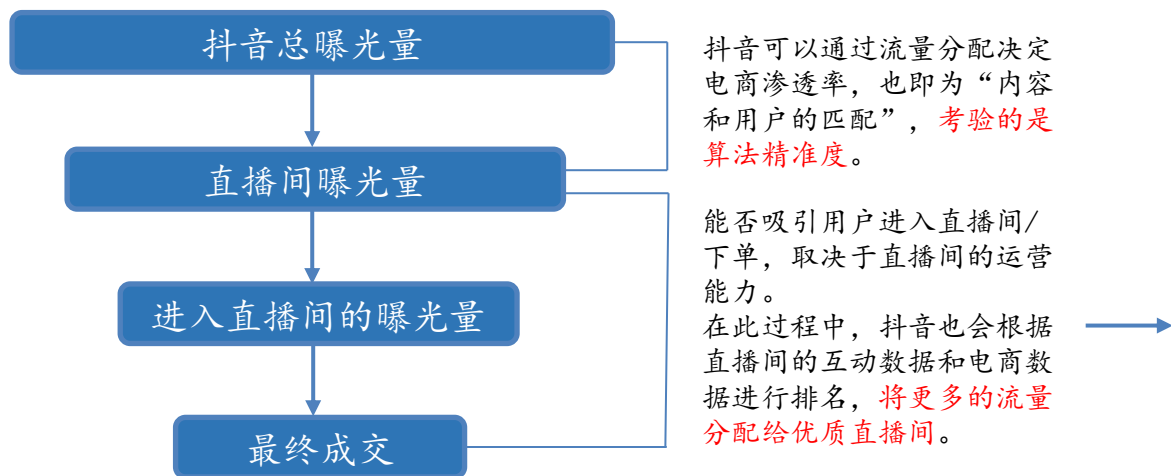 抖音总曝光量
直播间曝光量
进入直播间的曝光量
最终成交
抖音可以通过流量分配决定
电商渗透率，也即为“内容
和用户的匹配”，考验的是
算法精准度。
能否吸引用户进入直播间/
下单，取决于直播间的运营
能力。
在此过程中，抖音也会根据
直播间的互动数据和电商数
据进行排名，将更多的流量
分配给优质直播间。